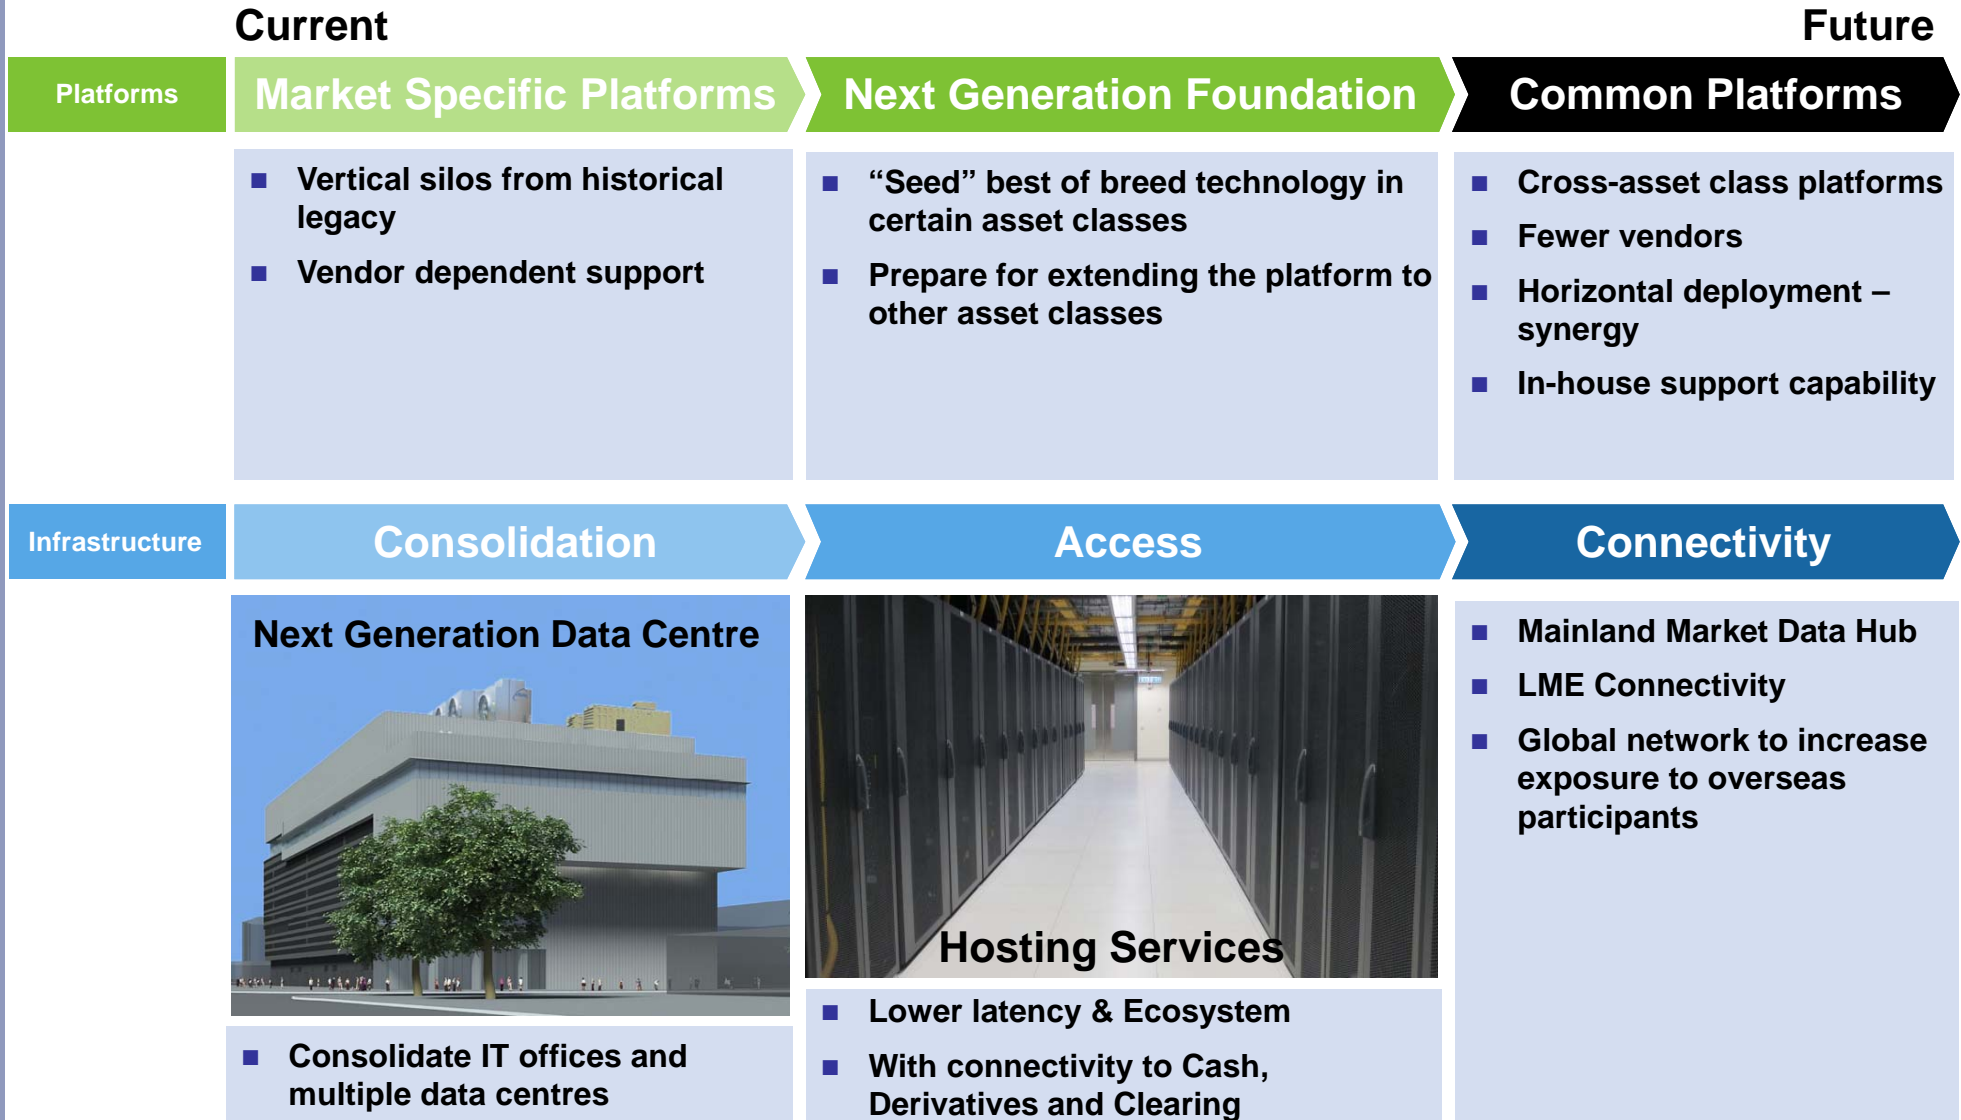 Current
Future
Platforms
Market Specific Platforms
Next Generation Foundation
Common Platforms
■ Vertical silos from historical
legacy
■ Vendor dependent support
■ “Seed” best of breed technology in
certain asset classes
■ Prepare for extending the platform to
other asset classes
■ Cross-asset class platforms
■ Fewer vendors
■ Horizontal deployment –
synergy
■ In-house support capability
Infrastructure
Consolidation
Access
Connectivity
Next Generation Data Centre
■ Consolidate IT offices and
multiple data centres
Hosting Services
■ Lower latency & Ecosystem
■ With connectivity to Cash,
Derivatives and Clearing
■ Mainland Market Data Hub
■ LME Connectivity
■ Global network to increase
exposure to overseas
participants